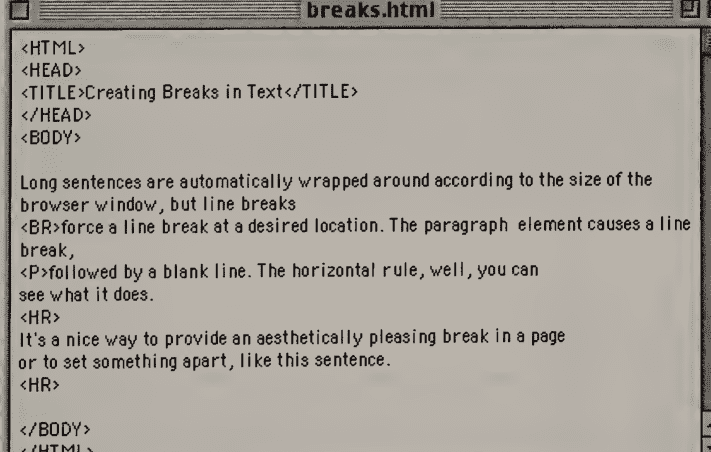 breaks.html
<HTML>
<HEAD>
<TITLE>Creating Breaks in Text</TITLE>
</HEAD>
<BODY>
Long sentences are automatically wrapped around according to the size of the
browser window, but line breaks
<BR>force a line break at a desired location. The paragraph element causes a line
break,
<P>followed by a blank line. The horizontal rule, well, you can
see what it does.
<HR>
It's a nice way to provide an aesthetically pleasing break in a page
or to set something apart, like this sentence.
<HR>
</BODY>
</HTML>